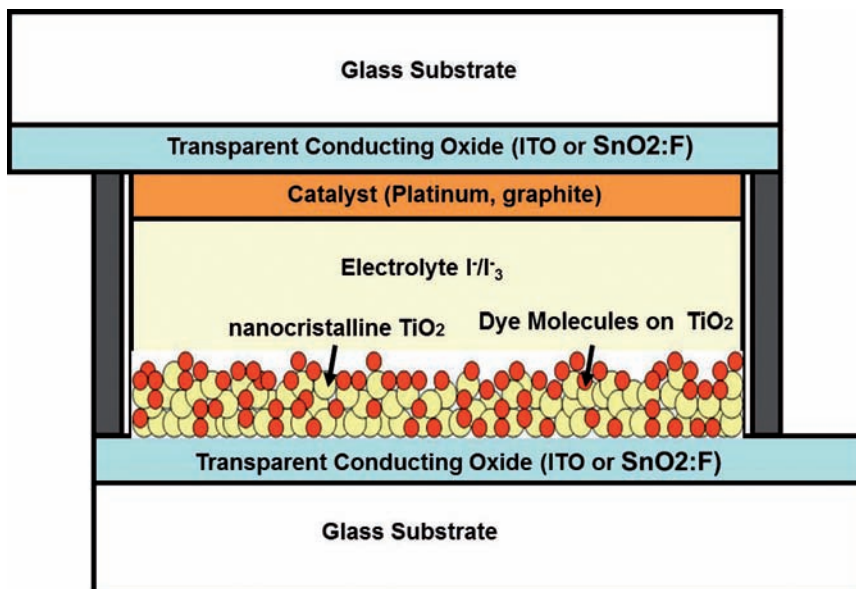 Glass Substrate
Transparent Conducting Oxide (ITO or SnO2:F)
Catalyst (Platinum, graphite)
Electrolyte I⁻/I⁻₃
nanocristalline TiO₂
Dye Molecules on TiO₂
Transparent Conducting Oxide (ITO or SnO2:F)
Glass Substrate